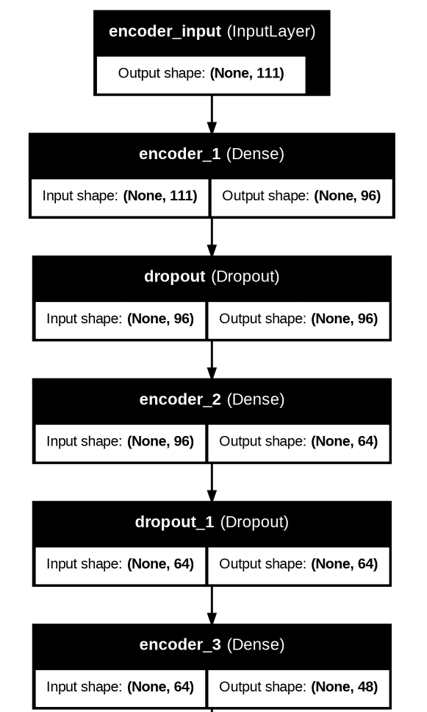 encoder_input (InputLayer)
Output shape: (None, 111)
encoder_1 (Dense)
Input shape: (None, 111) Output shape: (None, 96)
dropout (Dropout)
Input shape: (None, 96) Output shape: (None, 96)
encoder_2 (Dense)
Input shape: (None, 96) Output shape: (None, 64)
dropout_1 (Dropout)
Input shape: (None, 64) Output shape: (None, 64)
encoder_3 (Dense)
Input shape: (None, 64) Output shape: (None, 48)